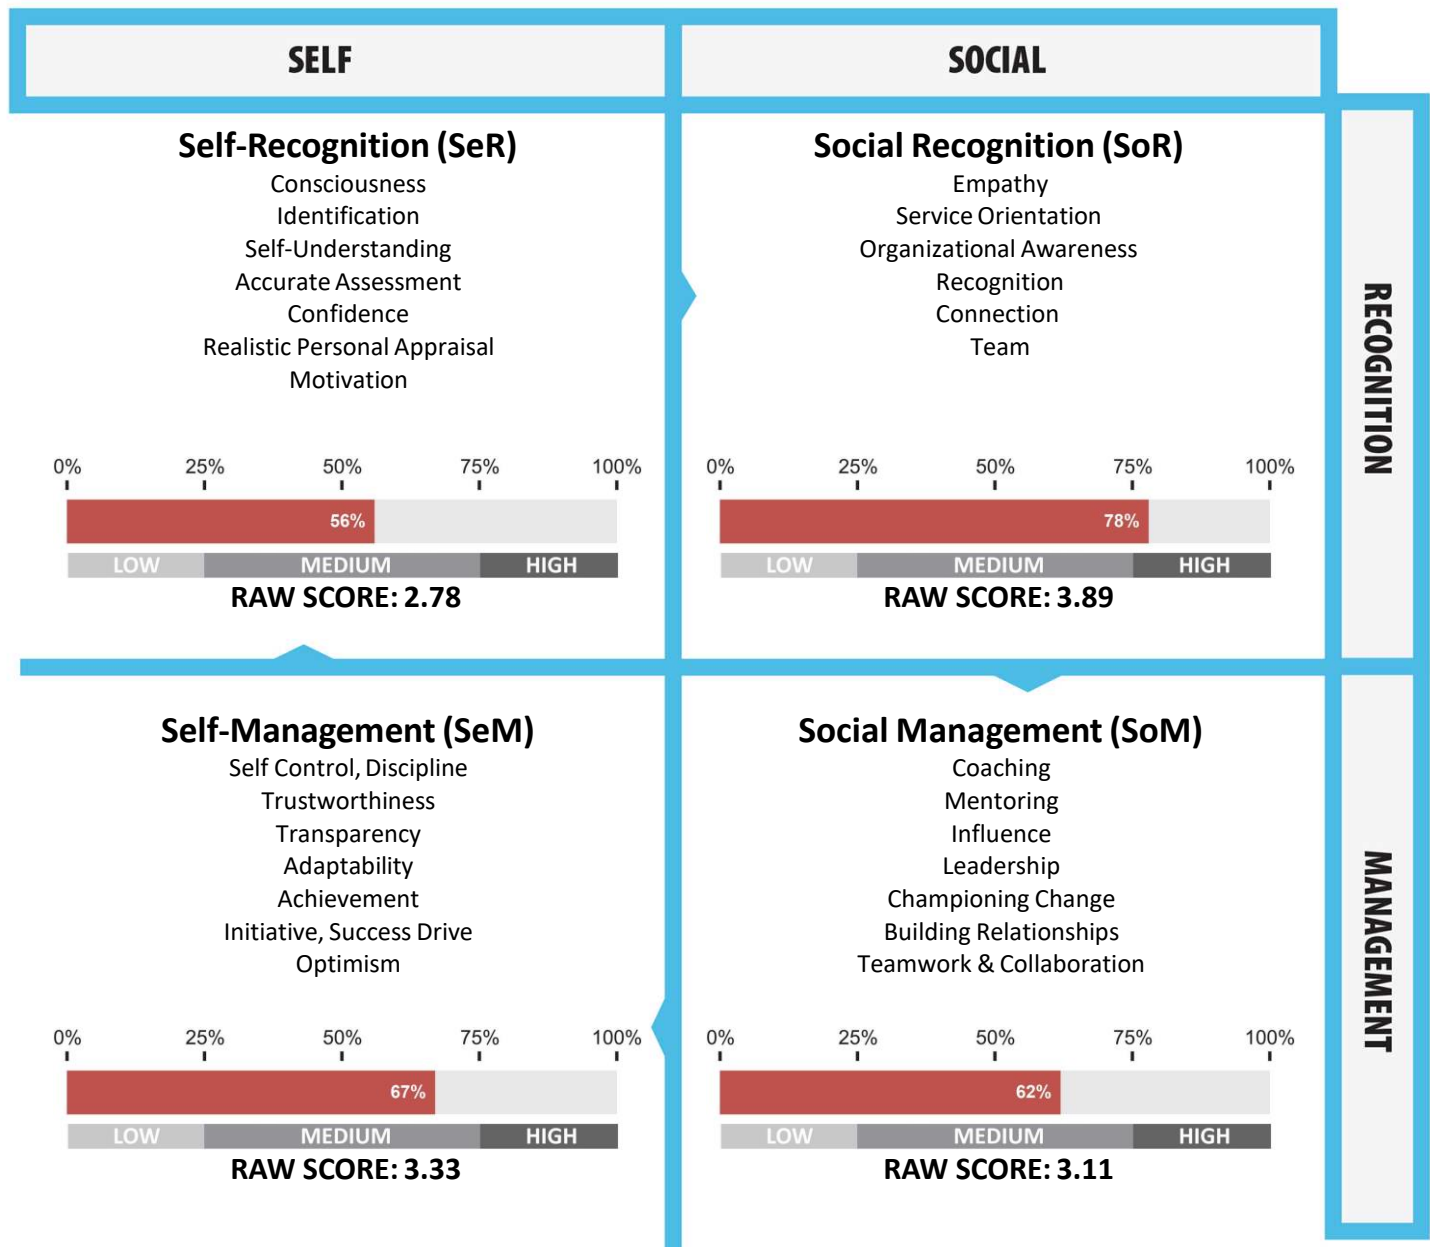 SELF
SOCIAL
Self-Recognition (SeR)
Consciousness
Identification
Self-Understanding
Accurate Assessment
Confidence
Realistic Personal Appraisal
Motivation
0% 25% 50% 75% 100%
56%
LOW MEDIUM HIGH
RAW SCORE: 2.78
Social Recognition (SoR)
Empathy
Service Orientation
Organizational Awareness
Recognition
Connection
Team
0% 25% 50% 75% 100%
78%
LOW MEDIUM HIGH
RAW SCORE: 3.89
RECOGNITION
Self-Management (SeM)
Self Control, Discipline
Trustworthiness
Transparency
Adaptability
Achievement
Initiative, Success Drive
Optimism
0% 25% 50% 75% 100%
67%
LOW MEDIUM HIGH
RAW SCORE: 3.33
Social Management (SoM)
Coaching
Mentoring
Influence
Leadership
Championing Change
Building Relationships
Teamwork & Collaboration
0% 25% 50% 75% 100%
62%
LOW MEDIUM HIGH
RAW SCORE: 3.11
MANAGEMENT